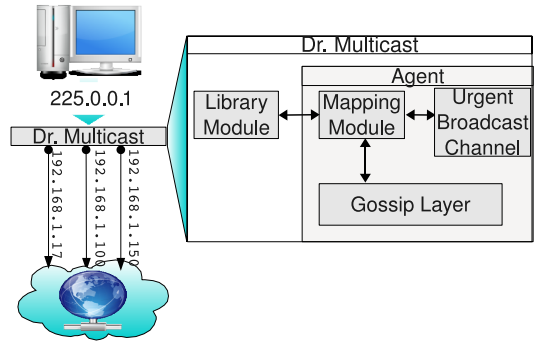 225.0.0.1
Dr. Multicast
192.168.1.17
192.168.1.100
192.168.1.150
Dr. Multicast
Agent
Library
Module
Mapping
Module
Urgent
Broadcast
Channel
Gossip Layer